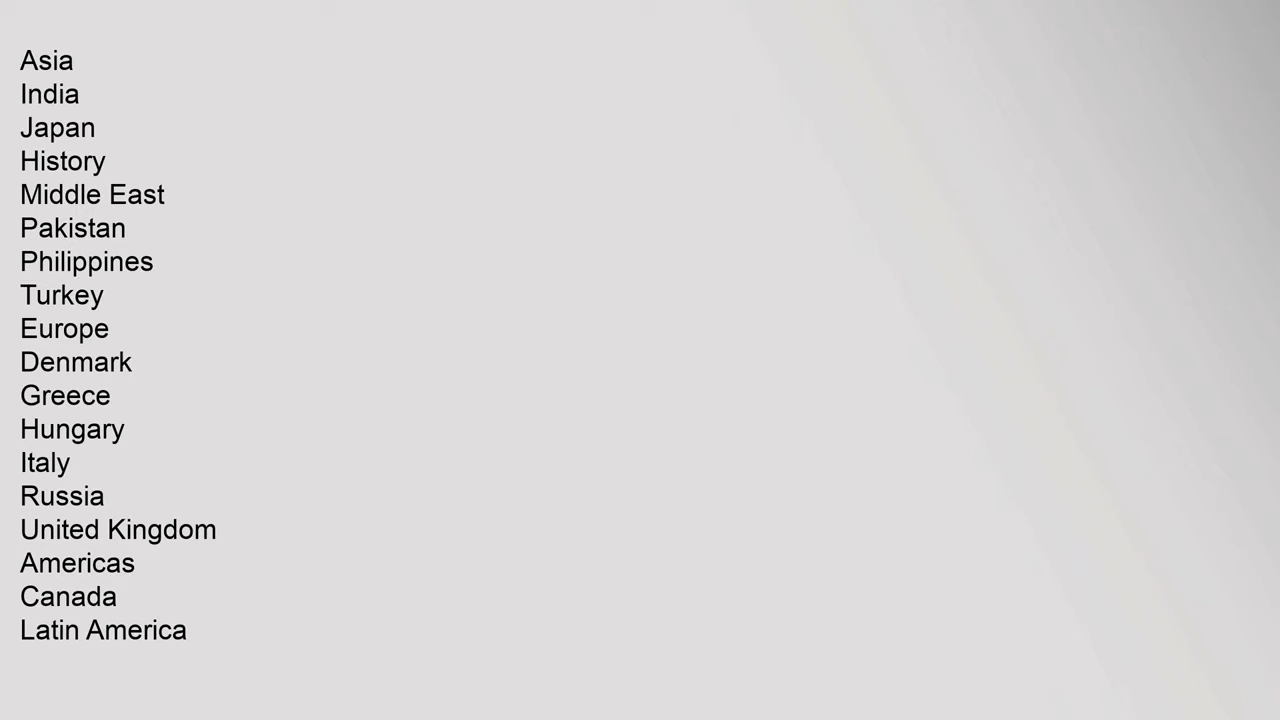 Asia
India
Japan
History
Middle East
Pakistan
Philippines
Turkey
Europe
Denmark
Greece
Hungary
Italy
Russia
United Kingdom
Americas
Canada
Latin America